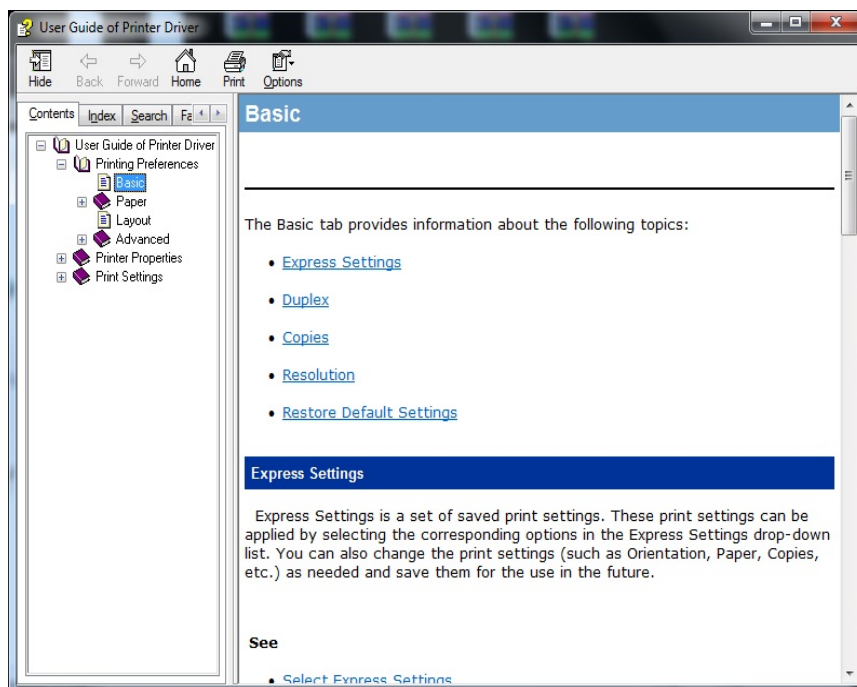 User Guide of Printer Driver
Hide Back Forward Home Print Options
Contents Index Search Fa
User Guide of Printer Driver
Printing Preferences
Basic
Paper
Layout
Advanced
Printer Properties
Print Settings
Basic
The Basic tab provides information about the following topics:
• Express Settings
• Duplex
• Copies
• Resolution
• Restore Default Settings
Express Settings
Express Settings is a set of saved print settings. These print settings can be
applied by selecting the corresponding options in the Express Settings drop-down
list. You can also change the print settings (such as Orientation, Paper, Copies,
etc.) as needed and save them for the use in the future.
See
• Select Express Settings